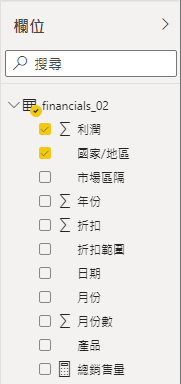 欄位
搜尋
financials_02
利潤
國家/地區
市場區隔
年份
折扣
折扣範圍
日期
月份
月份數
產品
總銷售量